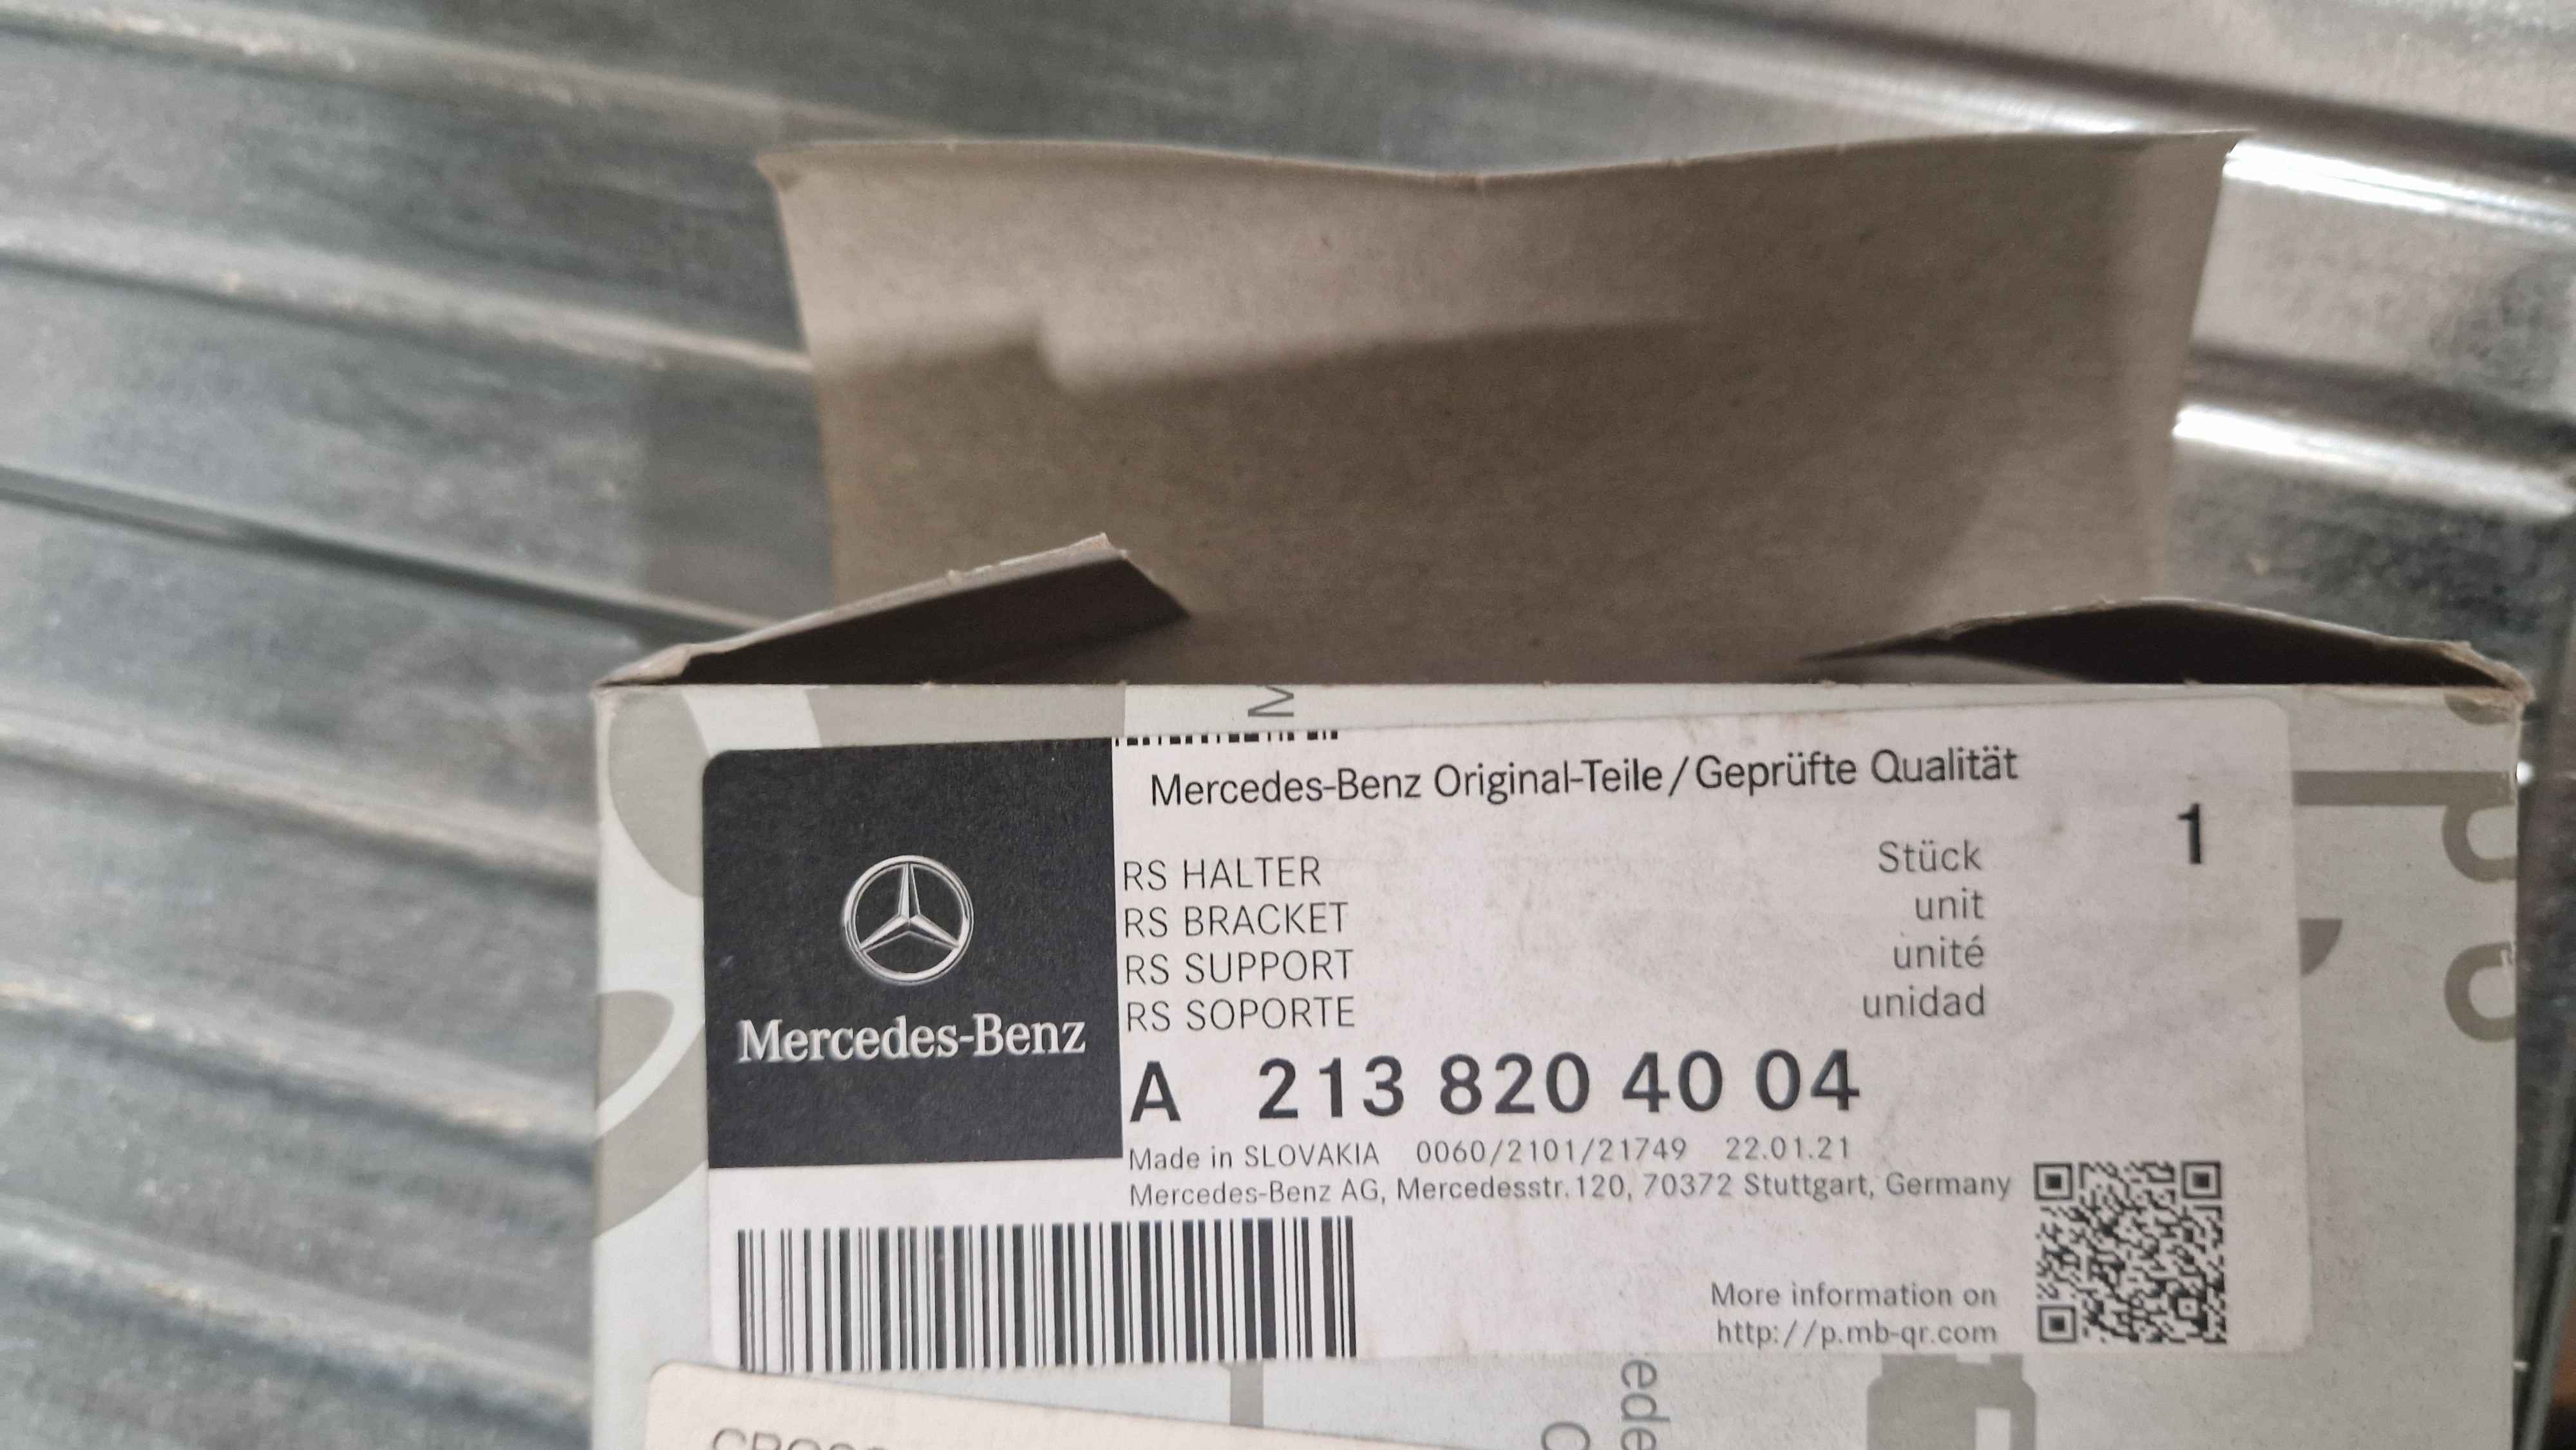 M
Mercedes-Benz Original-Teile/Geprüfte Qualität
1
RS HALTER Stück
RS BRACKET unit
RS SUPPORT unité
RS SOPORTE unidad
Mercedes-Benz
A 213 820 40 04
Made in SLOVAKIA 0060/2101/21749 22.01.21
Mercedes-Benz AG, Mercedesstr. 120, 70372 Stuttgart, Germany
More information on
http://p.mb-qr.com
ede